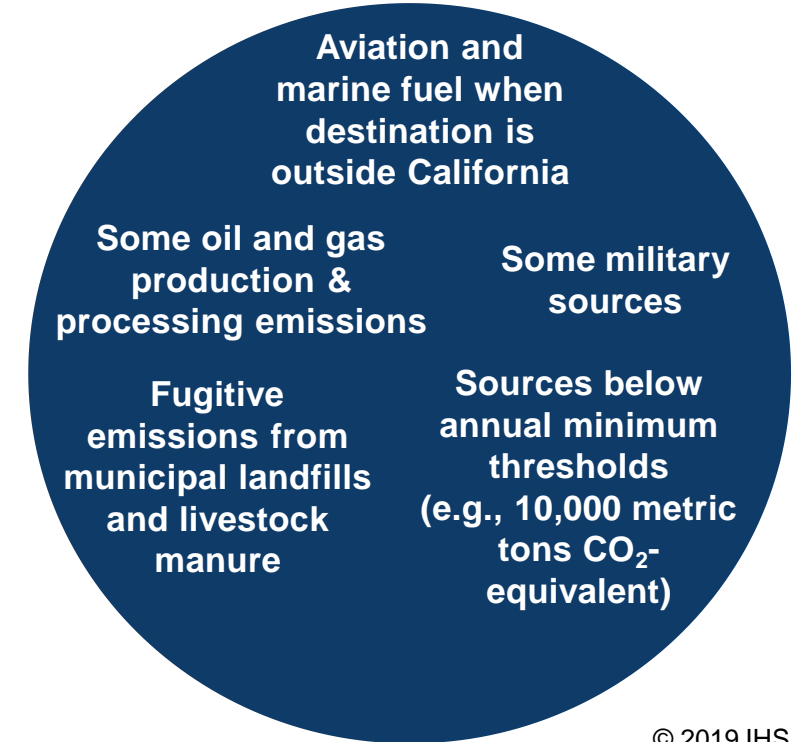 Aviation and
marine fuel when
destination is
outside California
Some oil and gas
production &
processing emissions
Some military
sources
Fugitive
emissions from
municipal landfills
and livestock
manure
Sources below
annual minimum
thresholds
(e.g., 10,000 metric
tons CO₂-
equivalent)
© 2019 IHS